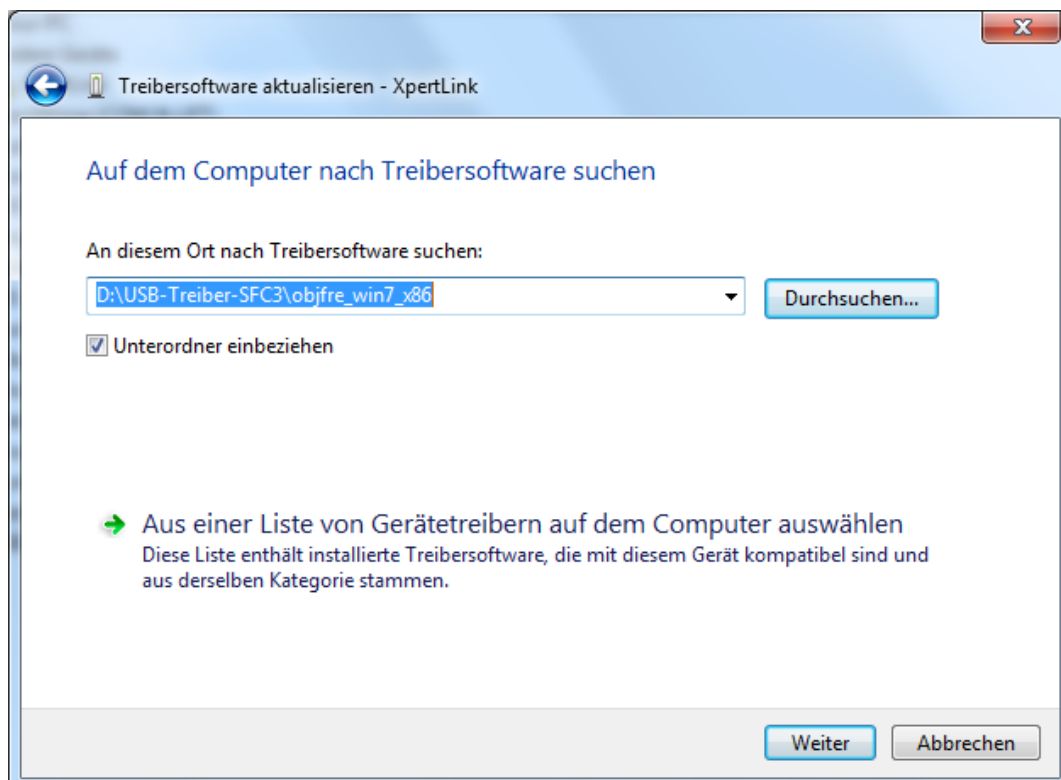 Treibersoftware aktualisieren - XpertLink
Auf dem Computer nach Treibersoftware suchen
An diesem Ort nach Treibersoftware suchen:
D:\USB-Treiber-SFC3\objfre_win7_x86
Durchsuchen...
Unterordner einbeziehen
Aus einer Liste von Gerätetreibern auf dem Computer auswählen
Diese Liste enthält installierte Treibersoftware, die mit diesem Gerät kompatibel sind und
aus derselben Kategorie stammen.
Weiter
Abbrechen